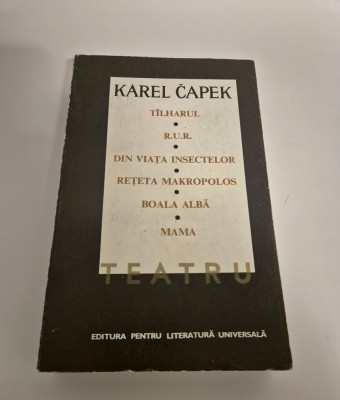 KAREL ČAPEK
TÎLHARUL
R.U.R.
DIN VIAȚA INSECTELOR
REȚETA MAKROPOLOS
BOALA ALBĂ
MAMA
TEATRU
EDITURA PENTRU LITERATURĂ UNIVERSALĂ